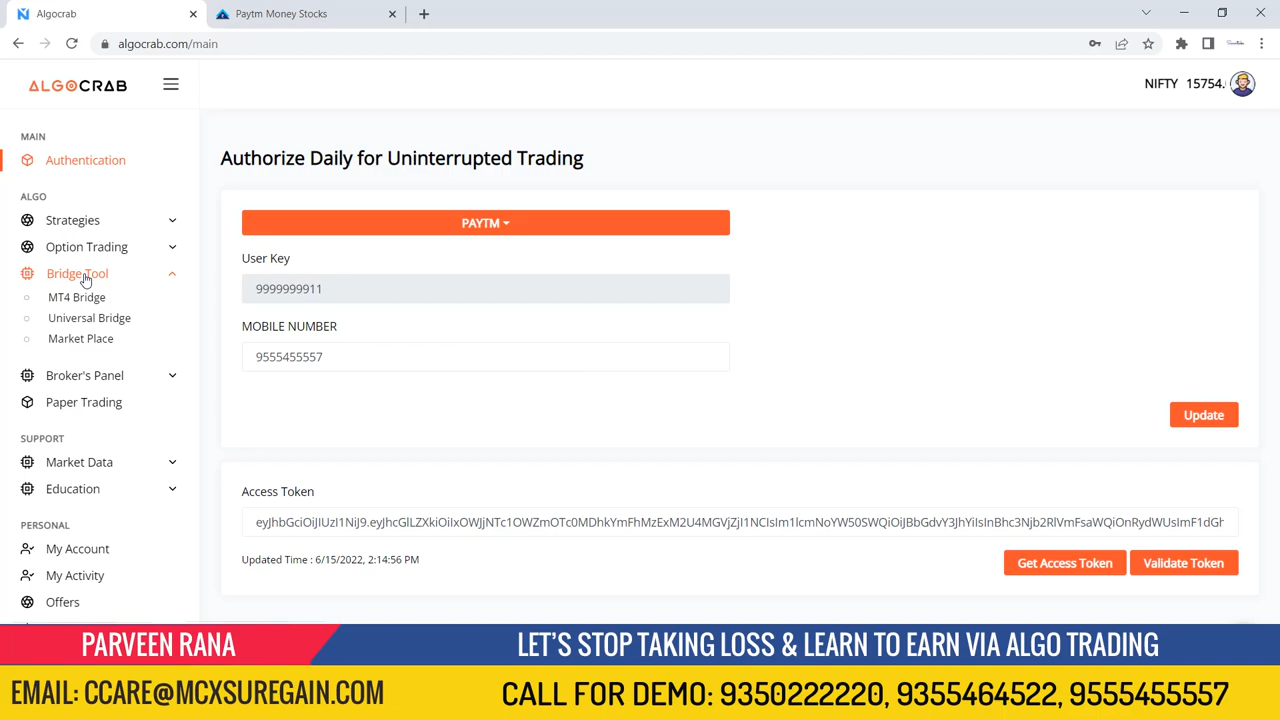 Algocrab
Paytm Money Stocks
algocrab.com/main
ALGOCRAB
NIFTY 15754.
MAIN
Authentication
ALGO
Strategies
Option Trading
Bridge Tool
MT4 Bridge
Universal Bridge
Market Place
Broker's Panel
Paper Trading
SUPPORT
Market Data
Education
PERSONAL
My Account
My Activity
Offers
Authorize Daily for Uninterrupted Trading
PAYTM
User Key
9999999911
MOBILE NUMBER
9555455557
Update
Access Token
Updated Time : 6/15/2022, 2:14:56 PM
Get Access Token
Validate Token
PARVEEN RANA
LET'S STOP TAKING LOSS & LEARN TO EARN VIA ALGO TRADING
EMAIL: CCARE@MCXSUREGAIN.COM
CALL FOR DEMO: 9350222220, 9355464522, 9555455557